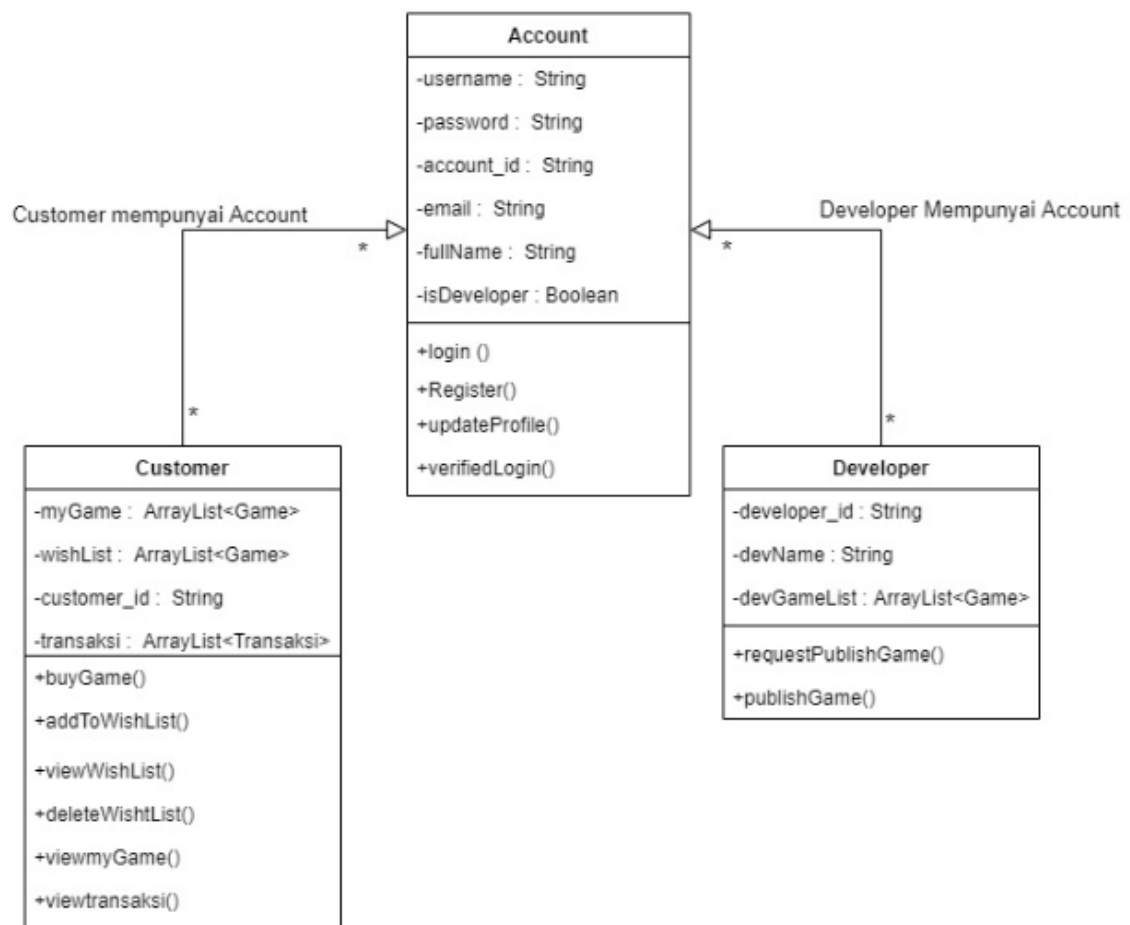 Account
-username : String
-password : String
-account_id : String
-email : String
-fullName : String
-isDeveloper : Boolean
+login ()
+Register()
+updateProfile()
+verifiedLogin()
Customer mempunyai Account
*
*
Developer Mempunyai Account
*
*
Customer
-myGame : ArrayList<Game>
-wishList : ArrayList<Game>
-customer_id : String
-transaksi : ArrayList<Transaksi>
+buyGame()
+addToWishList()
+viewWishList()
+deleteWishtList()
+viewmyGame()
+viewtransaksi()
Developer
-developer_id : String
-devName : String
-devGameList : ArrayList<Game>
+requestPublishGame()
+publishGame()